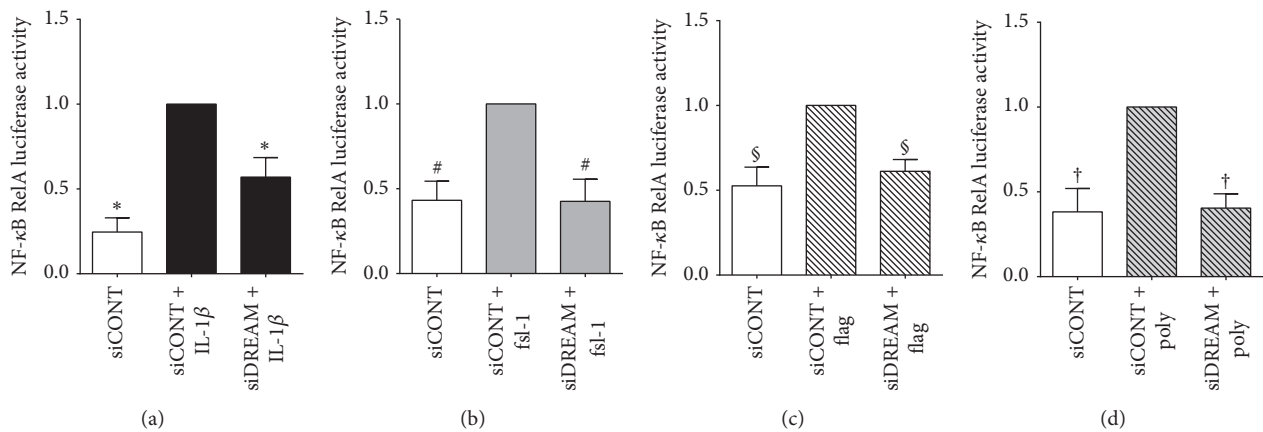 NF-κB RelA luciferase activity
1.5
1.0
0.5
0.0
*
*
siCONT
siCONT +
IL-1β
siDREAM +
IL-1β
(a)
NF-κB RelA luciferase activity
1.5
1.0
0.5
0.0
#
#
siCONT
siCONT +
fsl-1
siDREAM +
fsl-1
(b)
NF-κB RelA luciferase activity
1.5
1.0
0.5
0.0
§
§
siCONT
siCONT +
flag
siDREAM +
flag
(c)
NF-κB RelA luciferase activity
1.5
1.0
0.5
0.0
†
†
siCONT
siCONT +
poly
siDREAM +
poly
(d)